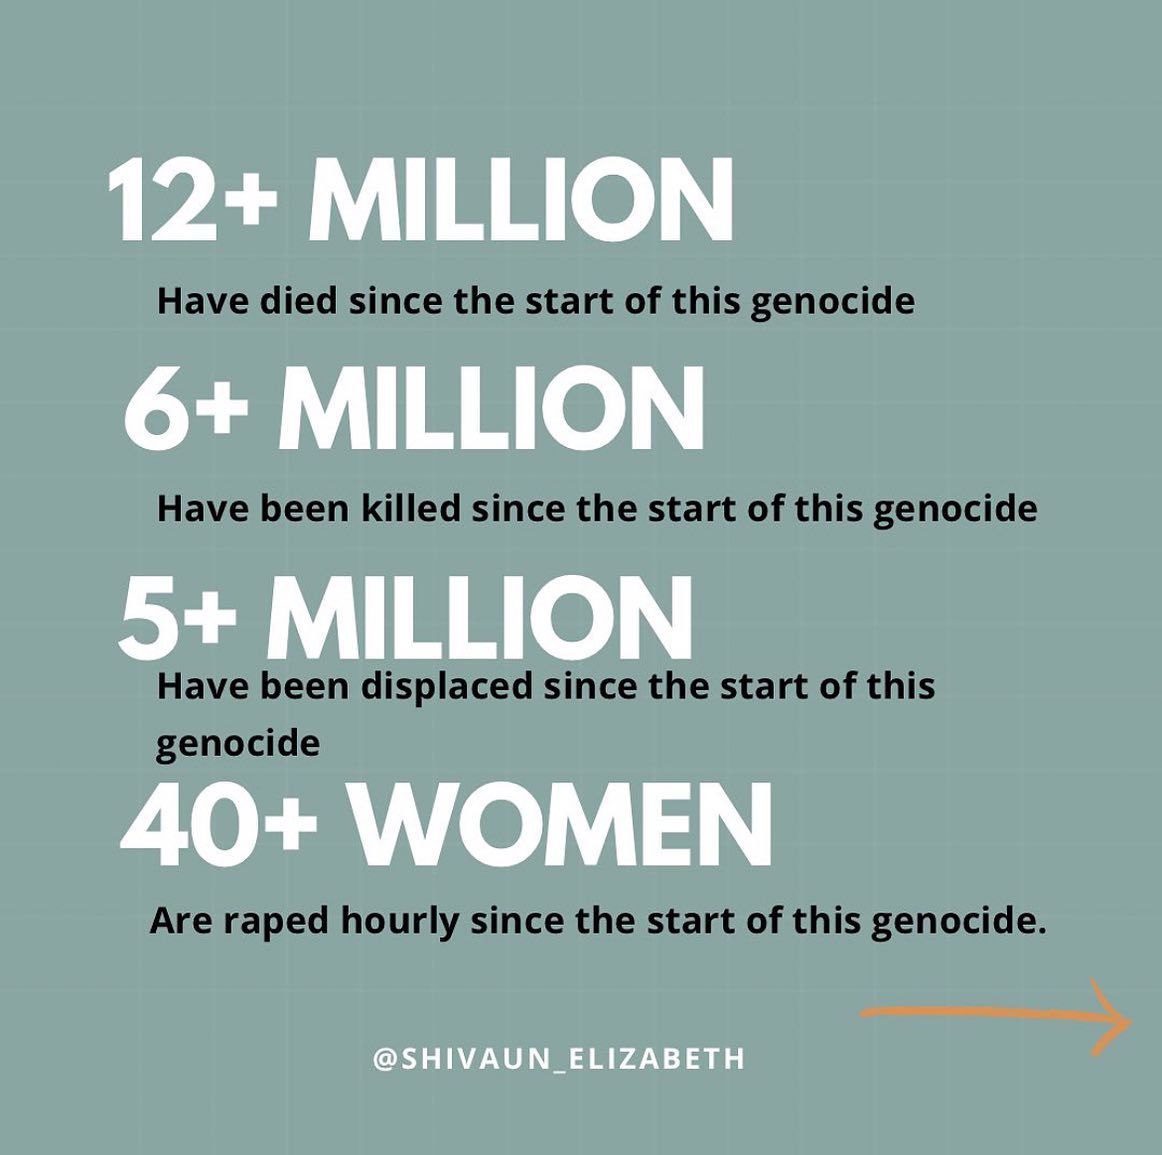 12+ MILLION
Have died since the start of this genocide
6+ MILLION
Have been killed since the start of this genocide
5+ MILLION
Have been displaced since the start of this
genocide
40+ WOMEN
Are raped hourly since the start of this genocide.
@SHIVAUN_ELIZABETH